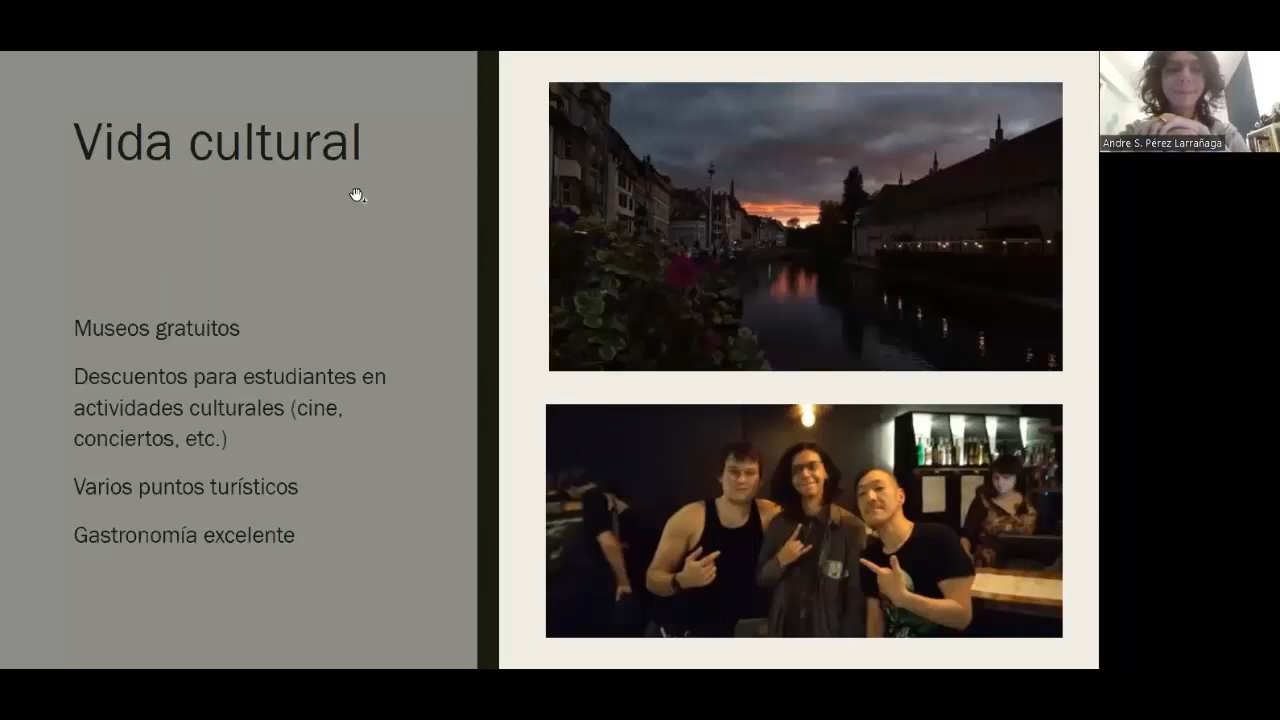 Vida cultural
Museos gratuitos
Descuentos para estudiantes en
actividades culturales (cine,
conciertos, etc.)
Varios puntos turísticos
Gastronomía excelente
Andre S. Pérez Larrañaga